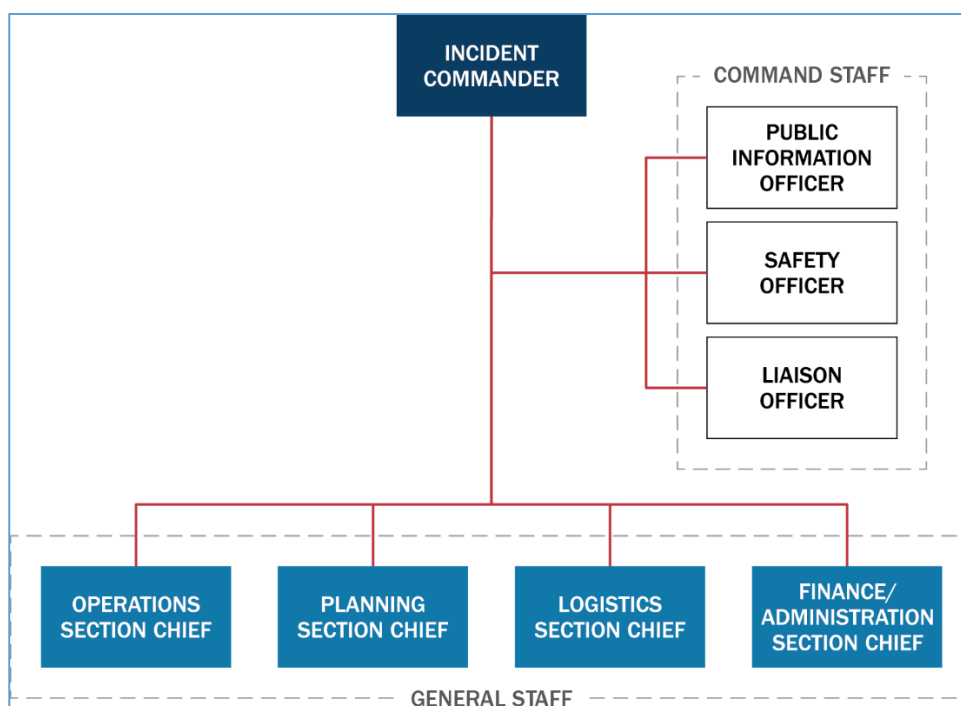 INCIDENT
COMMANDER
COMMAND STAFF
PUBLIC
INFORMATION
OFFICER
SAFETY
OFFICER
LIAISON
OFFICER
OPERATIONS
SECTION CHIEF
PLANNING
SECTION CHIEF
LOGISTICS
SECTION CHIEF
FINANCE/
ADMINISTRATION
SECTION CHIEF
GENERAL STAFF